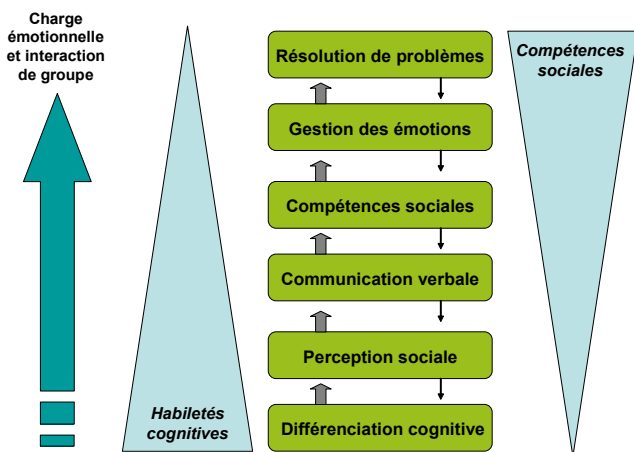 Charge
émotionnelle
et interaction
de groupe
Résolution de problèmes
Compétences
sociales
Gestion des émotions
Compétences sociales
Communication verbale
Perception sociale
Habiletés
cognitives
Différenciation cognitive